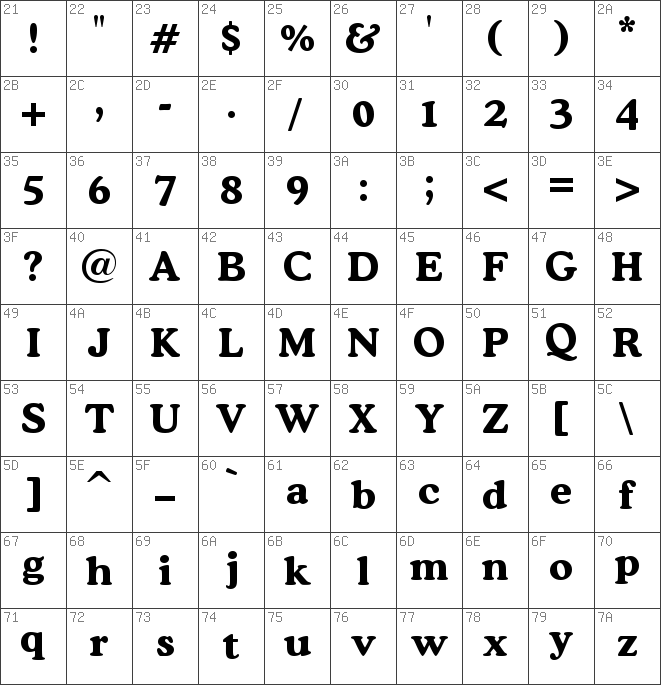 21 22 23 24 25 26 27 28 29 2A
! " # $ % & ' ( ) *
2B 2C 2D 2E 2F 30 31 32 33 34
+ , - . / 0 1 2 3 4
35 36 37 38 39 3A 3B 3C 3D 3E
5 6 7 8 9 : ; < = >
3F 40 41 42 43 44 45 46 47 48
? @ A B C D E F G H
49 4A 4B 4C 4D 4E 4F 50 51 52
I J K L M N O P Q R
53 54 55 56 57 58 59 5A 5B 5C
S T U V W X Y Z [ \
5D 5E 5F 60 61 62 63 64 65 66
] ^ _ ` a b c d e f
67 68 69 6A 6B 6C 6D 6E 6F 70
g h i j k l m n o p
71 72 73 74 75 76 77 78 79 7A
q r s t u v w x y z